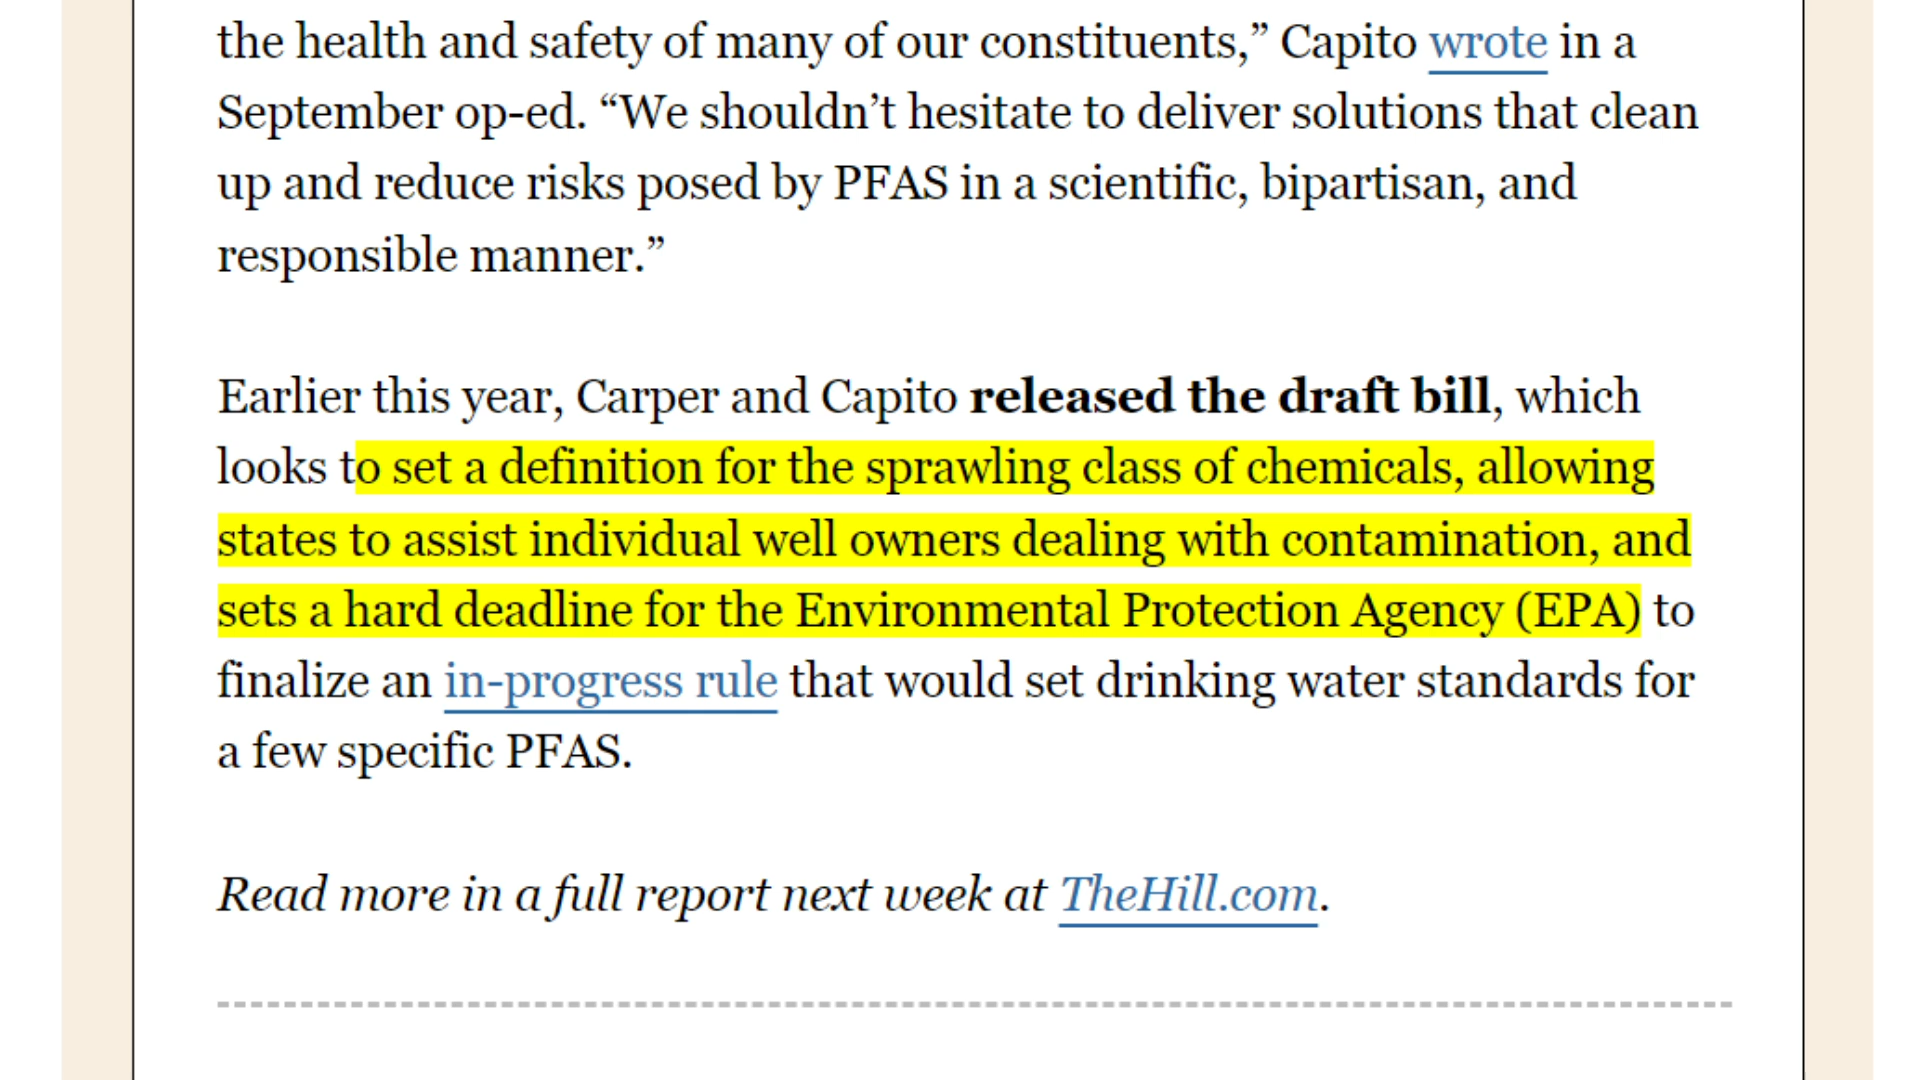 the health and safety of many of our constituents,” Capito wrote in a
September op-ed. “We shouldn’t hesitate to deliver solutions that clean
up and reduce risks posed by PFAS in a scientific, bipartisan, and
responsible manner.”
Earlier this year, Carper and Capito released the draft bill, which
looks to set a definition for the sprawling class of chemicals, allowing
states to assist individual well owners dealing with contamination, and
sets a hard deadline for the Environmental Protection Agency (EPA) to
finalize an in-progress rule that would set drinking water standards for
a few specific PFAS.
Read more in a full report next week at TheHill.com.